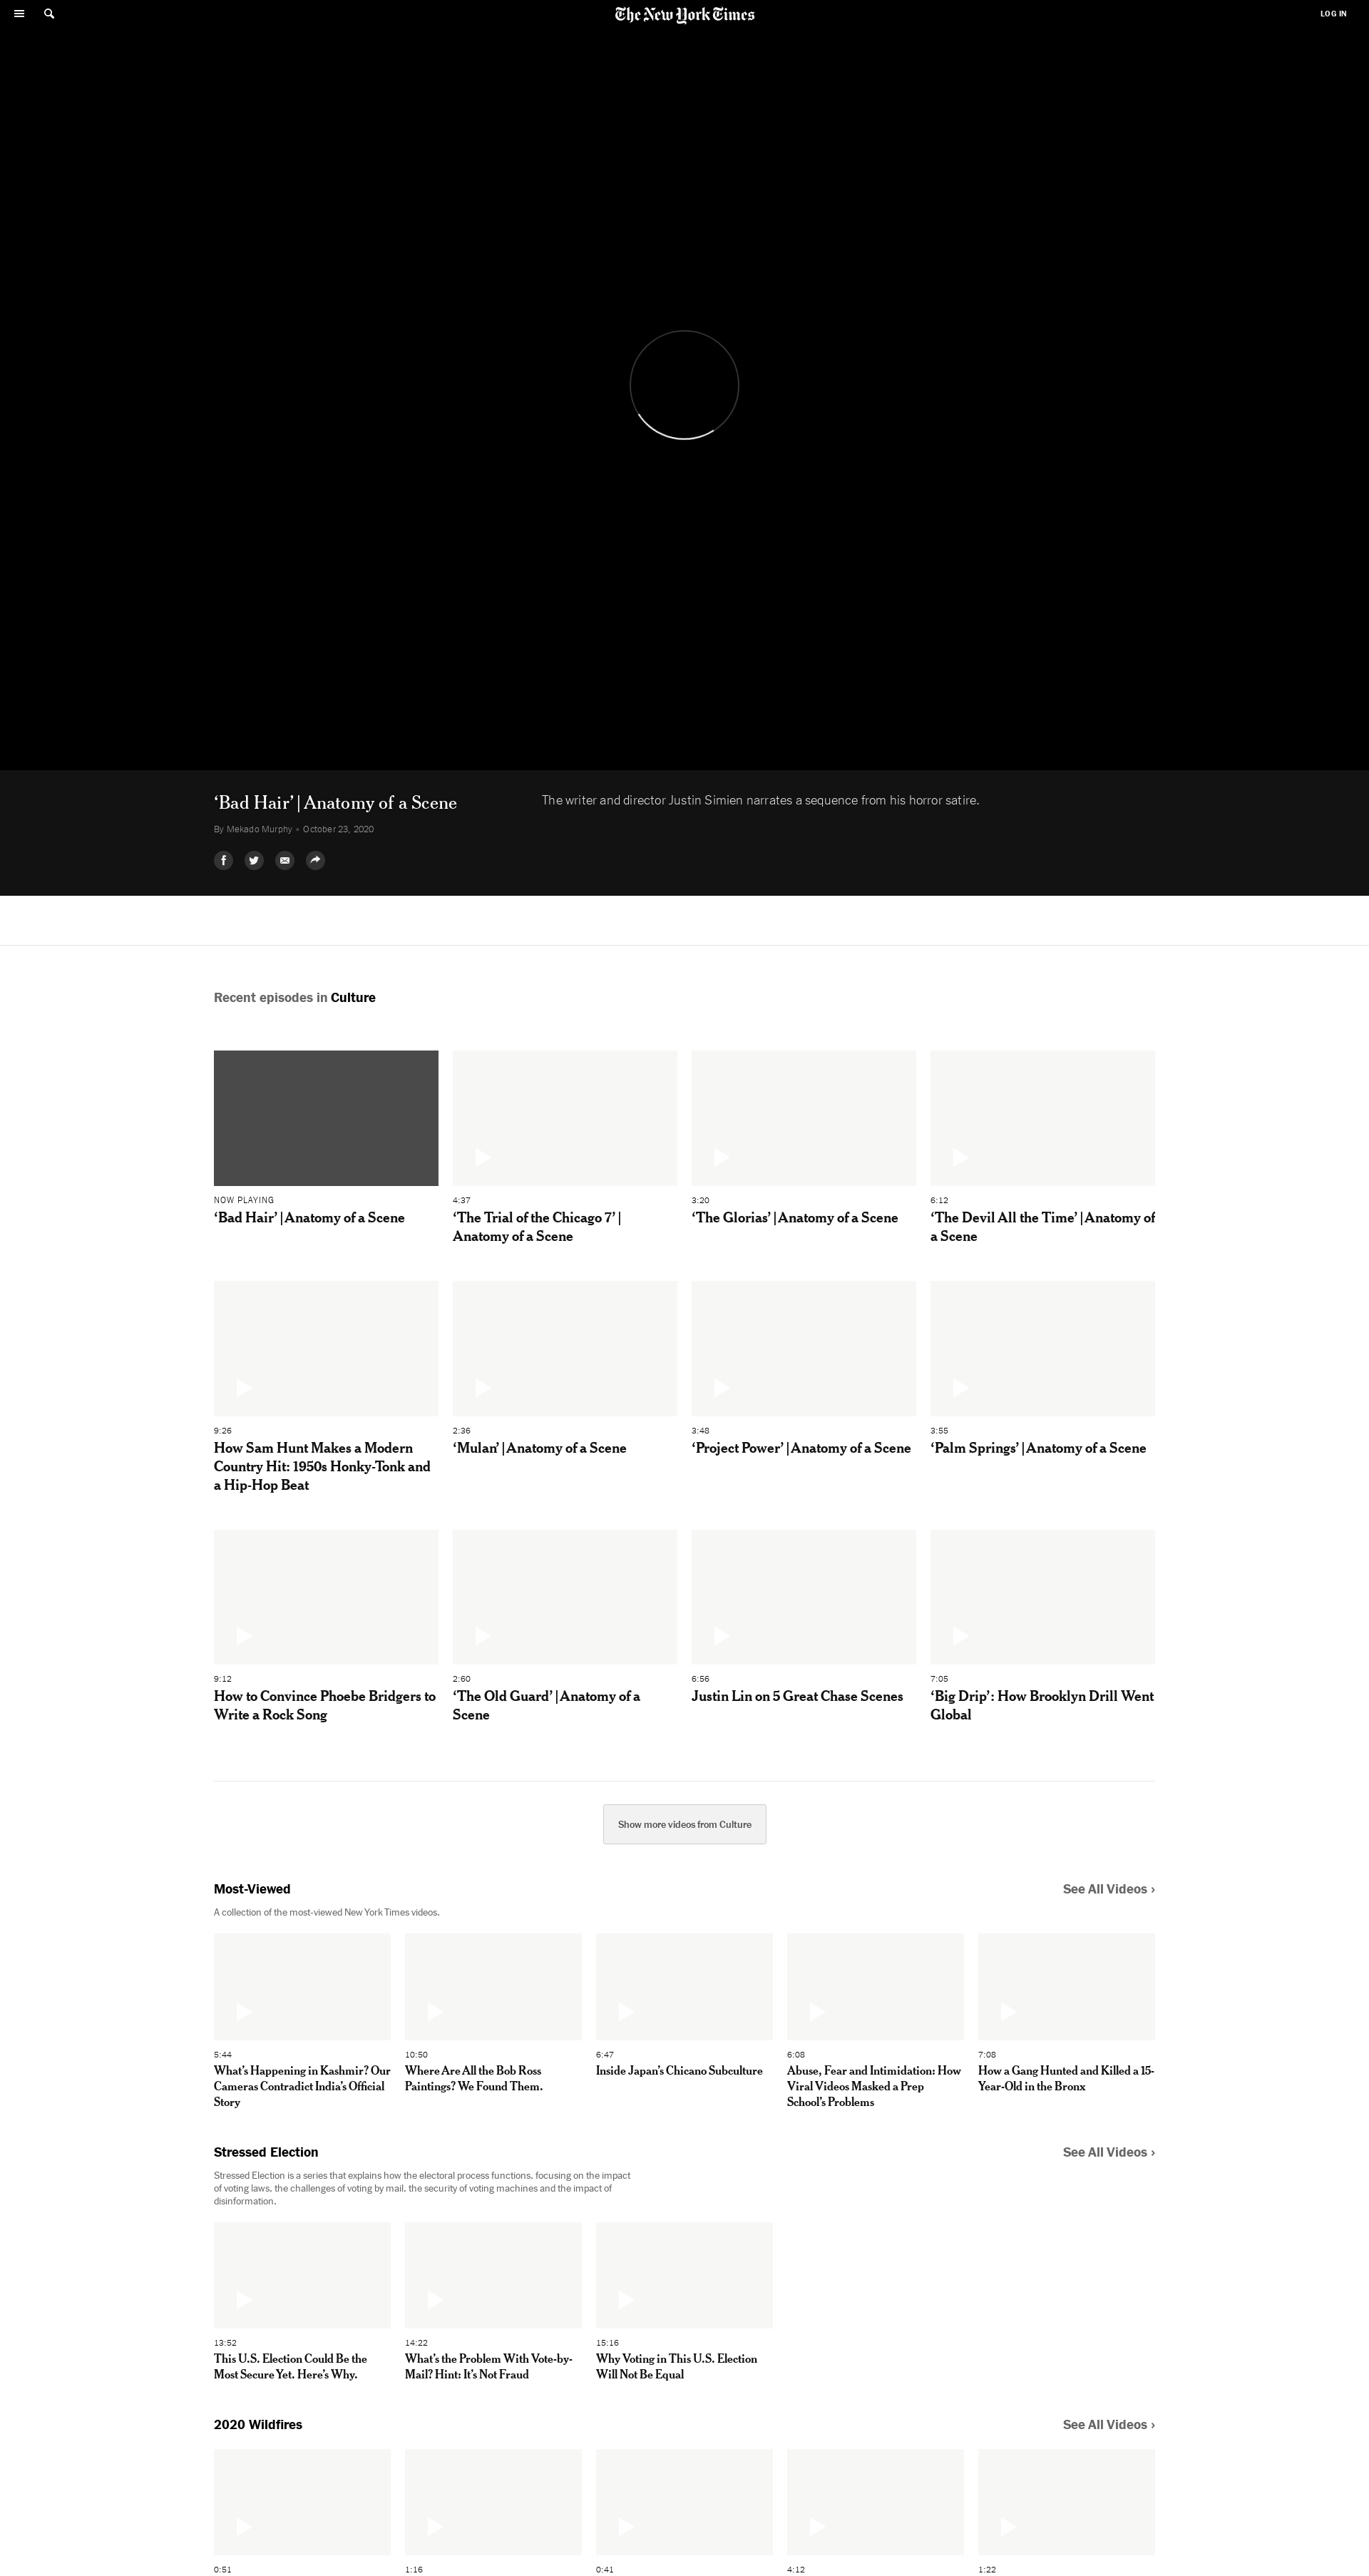 The New York Times
LOG IN
‘Bad Hair’ | Anatomy of a Scene
The writer and director Justin Simien narrates a sequence from his horror satire.
By Mekado Murphy • October 23, 2020
Recent episodes in Culture
NOW PLAYING
‘Bad Hair’ | Anatomy of a Scene
4:37
‘The Trial of the Chicago 7’ |
Anatomy of a Scene
3:20
‘The Glorias’ | Anatomy of a Scene
6:12
‘The Devil All the Time’ | Anatomy of
a Scene
9:26
How Sam Hunt Makes a Modern
Country Hit: 1950s Honky-Tonk and
a Hip-Hop Beat
2:36
‘Mulan’ | Anatomy of a Scene
3:48
‘Project Power’ | Anatomy of a Scene
3:55
‘Palm Springs’ | Anatomy of a Scene
9:12
How to Convince Phoebe Bridgers to
Write a Rock Song
2:60
‘The Old Guard’ | Anatomy of a
Scene
6:56
Justin Lin on 5 Great Chase Scenes
7:05
‘Big Drip’: How Brooklyn Drill Went
Global
Show more videos from Culture
Most-Viewed
See All Videos ›
A collection of the most-viewed New York Times videos.
5:44
What’s Happening in Kashmir? Our
Cameras Contradict India’s Official
Story
10:50
Where Are All the Bob Ross
Paintings? We Found Them.
6:47
Inside Japan’s Chicano Subculture
6:08
Abuse, Fear and Intimidation: How
Viral Videos Masked a Prep
School’s Problems
7:08
How a Gang Hunted and Killed a 15-
Year-Old in the Bronx
Stressed Election
See All Videos ›
Stressed Election is a series that explains how the electoral process functions, focusing on the impact
of voting laws, the challenges of voting by mail, the security of voting machines and the impact of
disinformation.
13:52
This U.S. Election Could Be the
Most Secure Yet. Here’s Why.
14:22
What’s the Problem With Vote-by-
Mail? Hint: It’s Not Fraud
15:16
Why Voting in This U.S. Election
Will Not Be Equal
2020 Wildfires
See All Videos ›
0:51
1:16
0:41
4:12
1:22